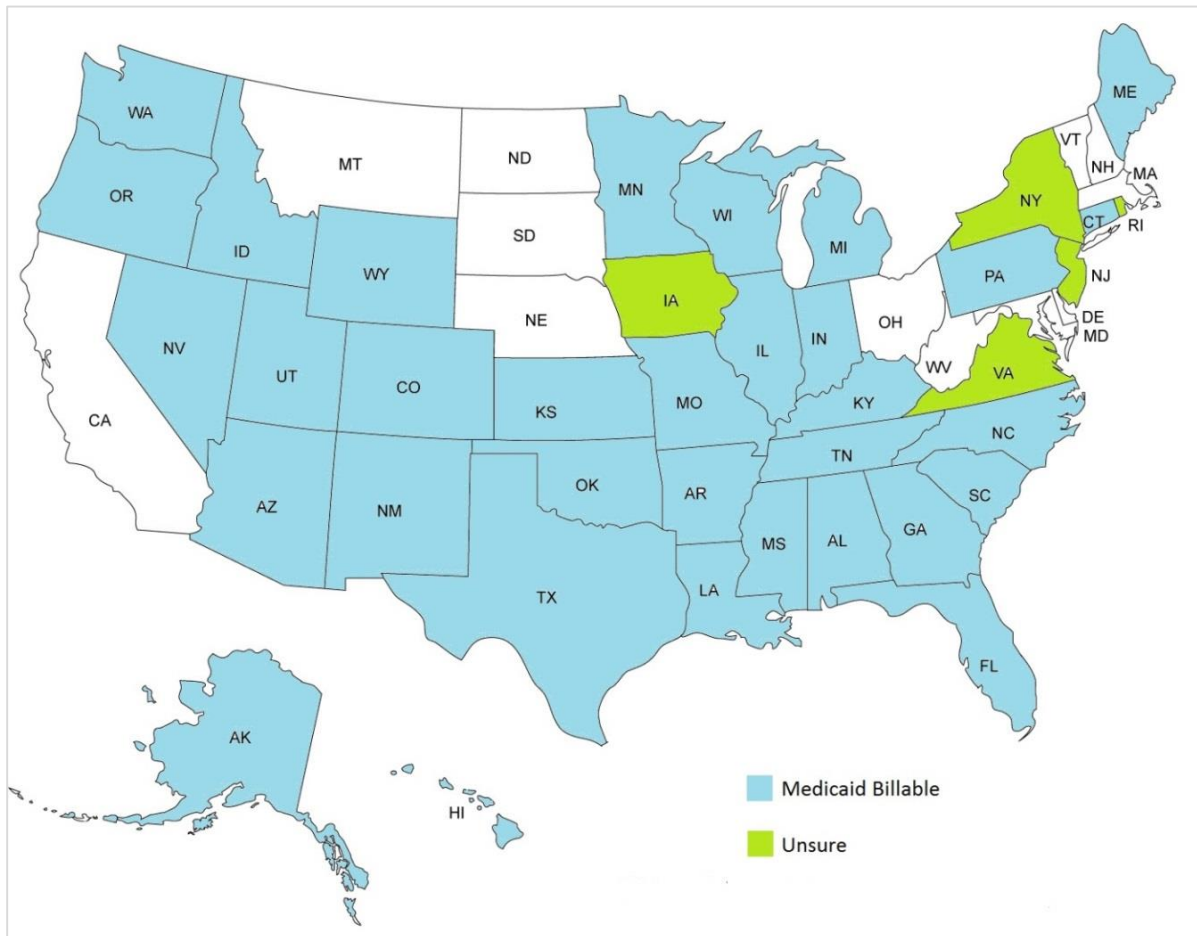 WA
ME
MT
ND
VT
MN
NH
MA
OR
NY
WI
ID
SD
MI
CT
RI
WY
PA
NJ
IA
NE
OH
DE
MD
NV
IL
IN
WV
UT
CO
VA
KS
MO
KY
CA
NC
TN
OK
AR
SC
AZ
NM
MS
AL
GA
LA
TX
FL
AK
HI
Medicaid Billable
Unsure